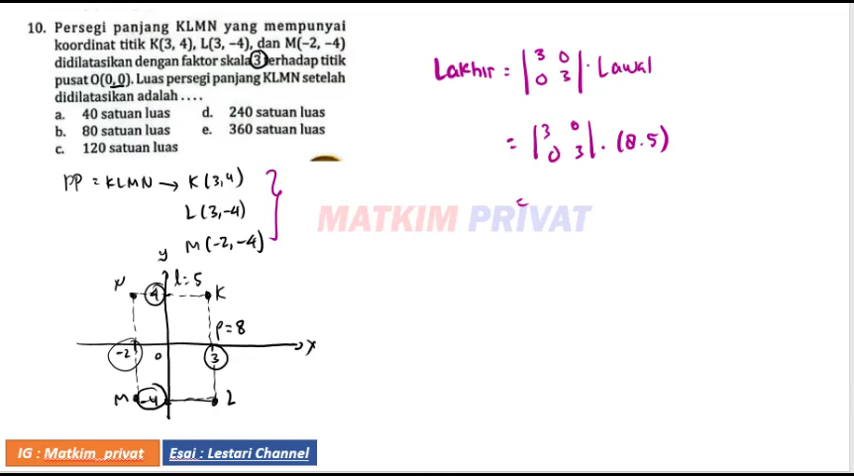 10. Persegi panjang KLMN yang mempunyai
koordinat titik K(3, 4), L(3, –4), dan M(–2, –4)
didilatasikan dengan faktor skala 3 terhadap titik
pusat O(0, 0). Luas persegi panjang KLMN setelah
didilatasikan adalah . . . .
a. 40 satuan luas d. 240 satuan luas
b. 80 satuan luas e. 360 satuan luas
c. 120 satuan luas
PP = KLMN → K (3,4)
L (3,-4)
M (-2,-4)
y
N 4 l = 5 K
p = 8
-2 0 3 x
M -4 L
Lakhir = |3 0
0 3| . Lawal
= |3 0
0 3| . (8.5)
=
MATKIM PRIVAT
IG : Matkim_privat
Esai : Lestari Channel